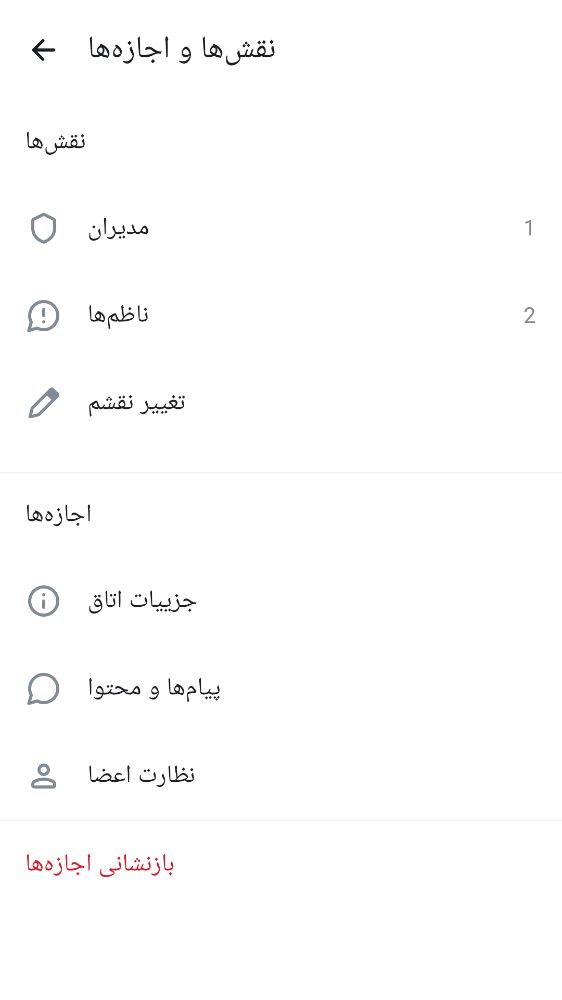 نقش‌ها و اجازه‌ها
نقش‌ها
مدیران 1
ناظم‌ها 2
تغییر نقشم
اجازه‌ها
جزییات اتاق
پیام‌ها و محتوا
نظارت اعضا
بازنشانی اجازه‌ها